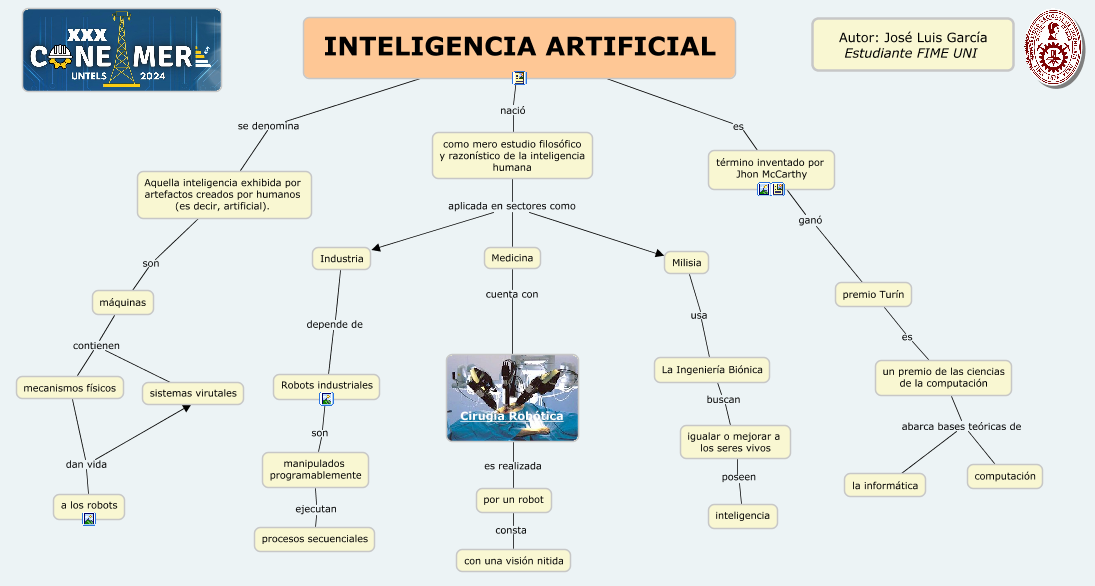 XXX
CONEIMERA
UNTELS 2024
INTELIGENCIA ARTIFICIAL
Autor: José Luis García
Estudiante FIME UNI
se denomina
nació
es
Aquella inteligencia exhibida por
artefactos creados por humanos
(es decir, artificial).
como mero estudio filosófico
y razonístico de la inteligencia
humana
término inventado por
Jhon McCarthy
aplicada en sectores como
ganó
son
Industria
Medicina
Milisia
máquinas
cuenta con
premio Turín
contienen
depende de
usa
es
mecanismos físicos
sistemas virutales
Robots industriales
Cirugía Robótica
La Ingeniería Biónica
un premio de las ciencias
de la computación
buscan
dan vida
son
igualar o mejorar a
los seres vivos
abarca bases teóricas de
a los robots
manipulados
programablemente
es realizada
poseen
la informática
computación
ejecutan
por un robot
inteligencia
procesos secuenciales
consta
con una visión nitida